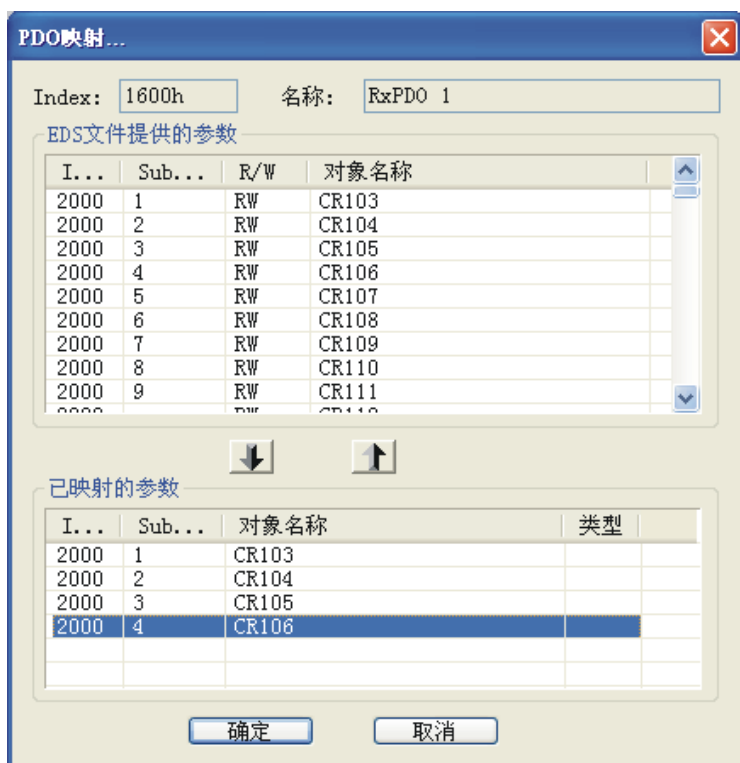 PDO映射...
Index: 1600h 名称: RxPDO 1
EDS文件提供的参数
I... Sub... R/W 对象名称
2000 1 RW CR103
2000 2 RW CR104
2000 3 RW CR105
2000 4 RW CR106
2000 5 RW CR107
2000 6 RW CR108
2000 7 RW CR109
2000 8 RW CR110
2000 9 RW CR111
已映射的参数
I... Sub... 对象名称 类型
2000 1 CR103
2000 2 CR104
2000 3 CR105
2000 4 CR106
确定 取消